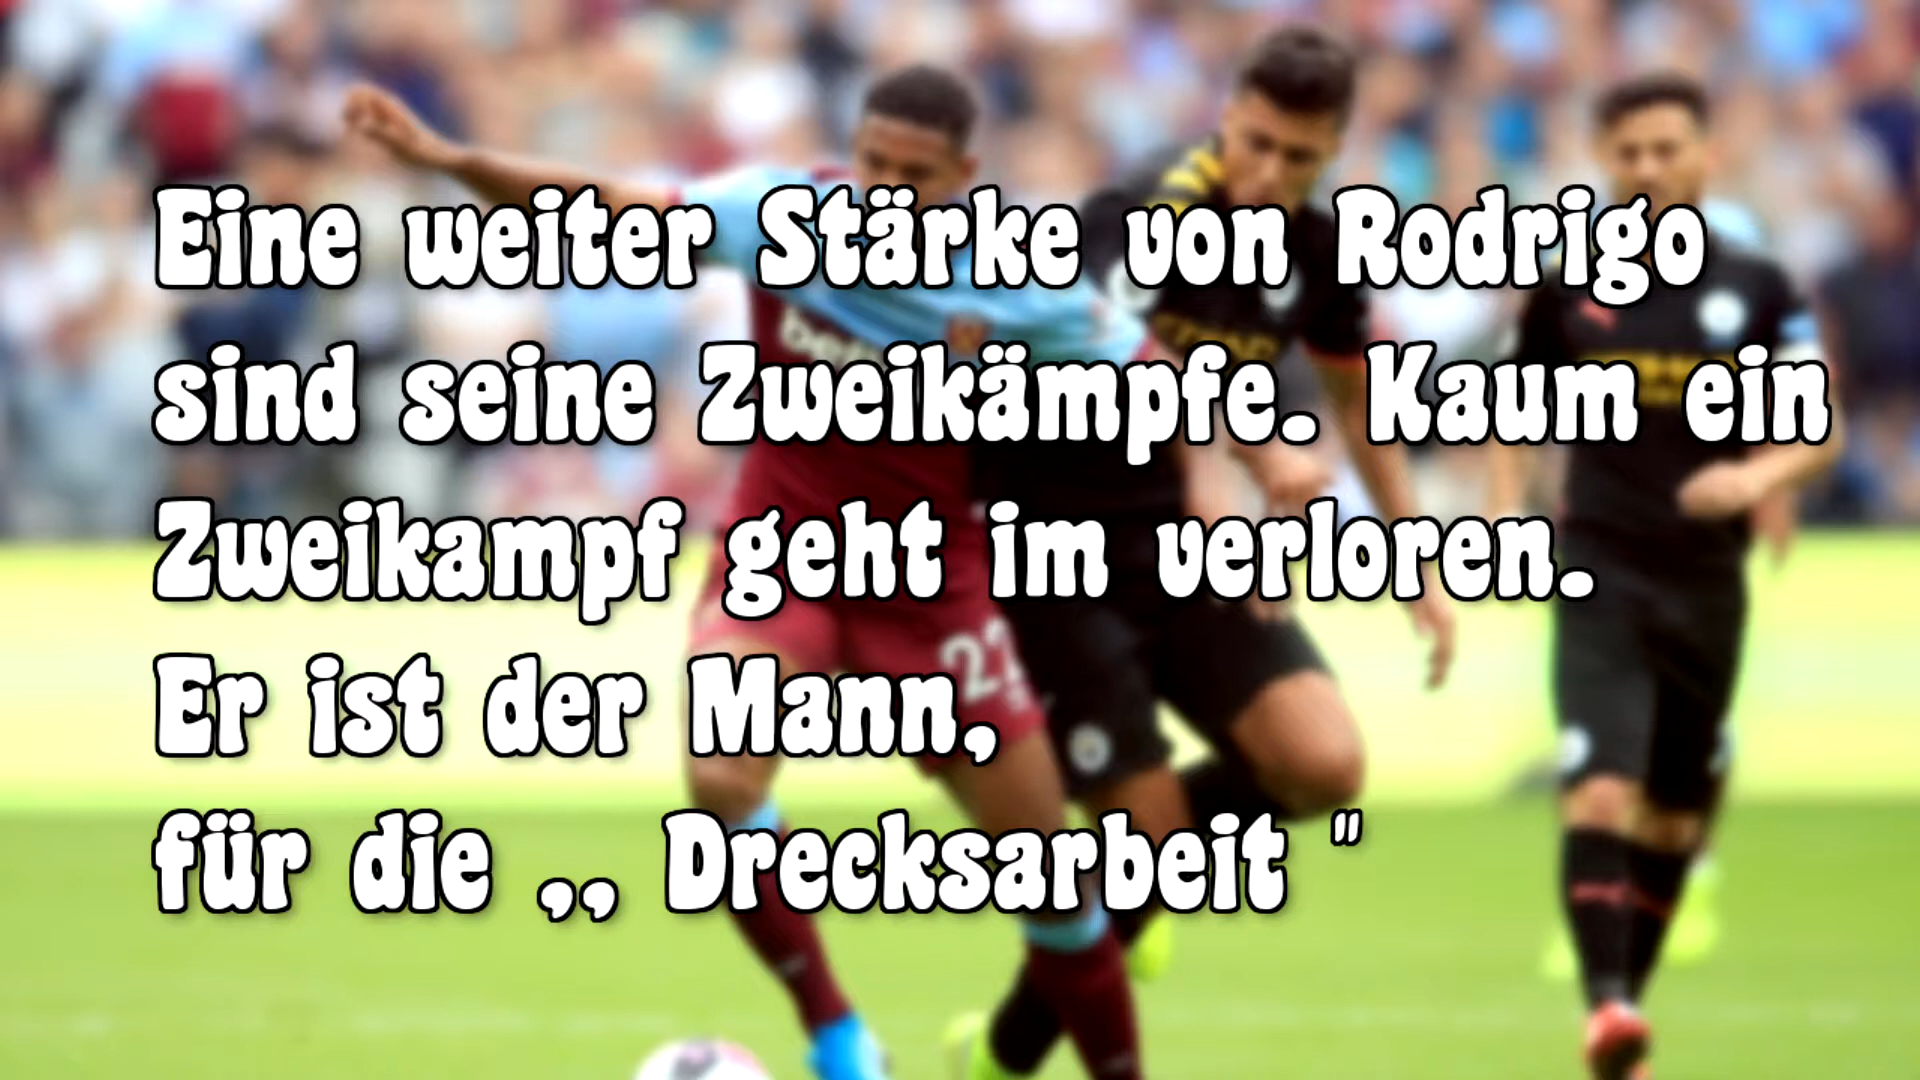 Eine weiter Stärke von Rodrigo
sind seine Zweikämpfe. Kaum ein
Zweikampf geht im verloren.
Er ist der Mann,
für die ,, Drecksarbeit "
22